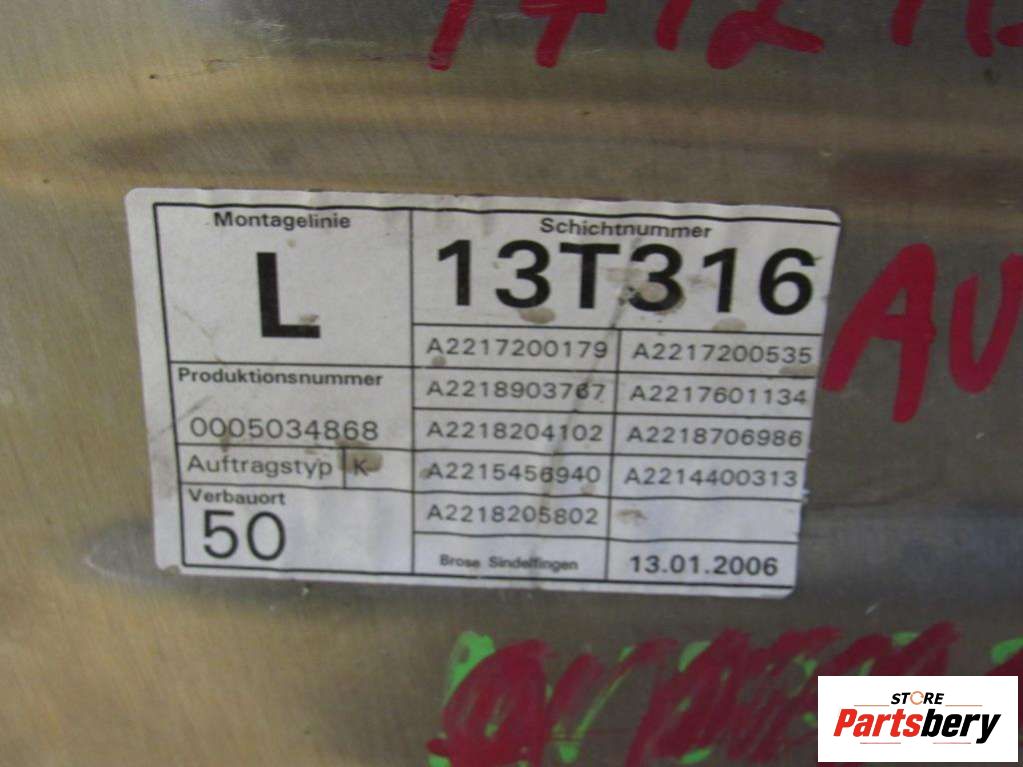 Montagelinie
L
Schichtnummer
13T316
A2217200179 A2217200535
Produktionsnummer
A2218903767 A2217601134
0005034868
A2218204102 A2218706986
Auftragstyp K
A2215456940 A2214400313
Verbauort
50
A2218205802
Brose Sindelfingen 13.01.2006
AU
STORE
Partsbery